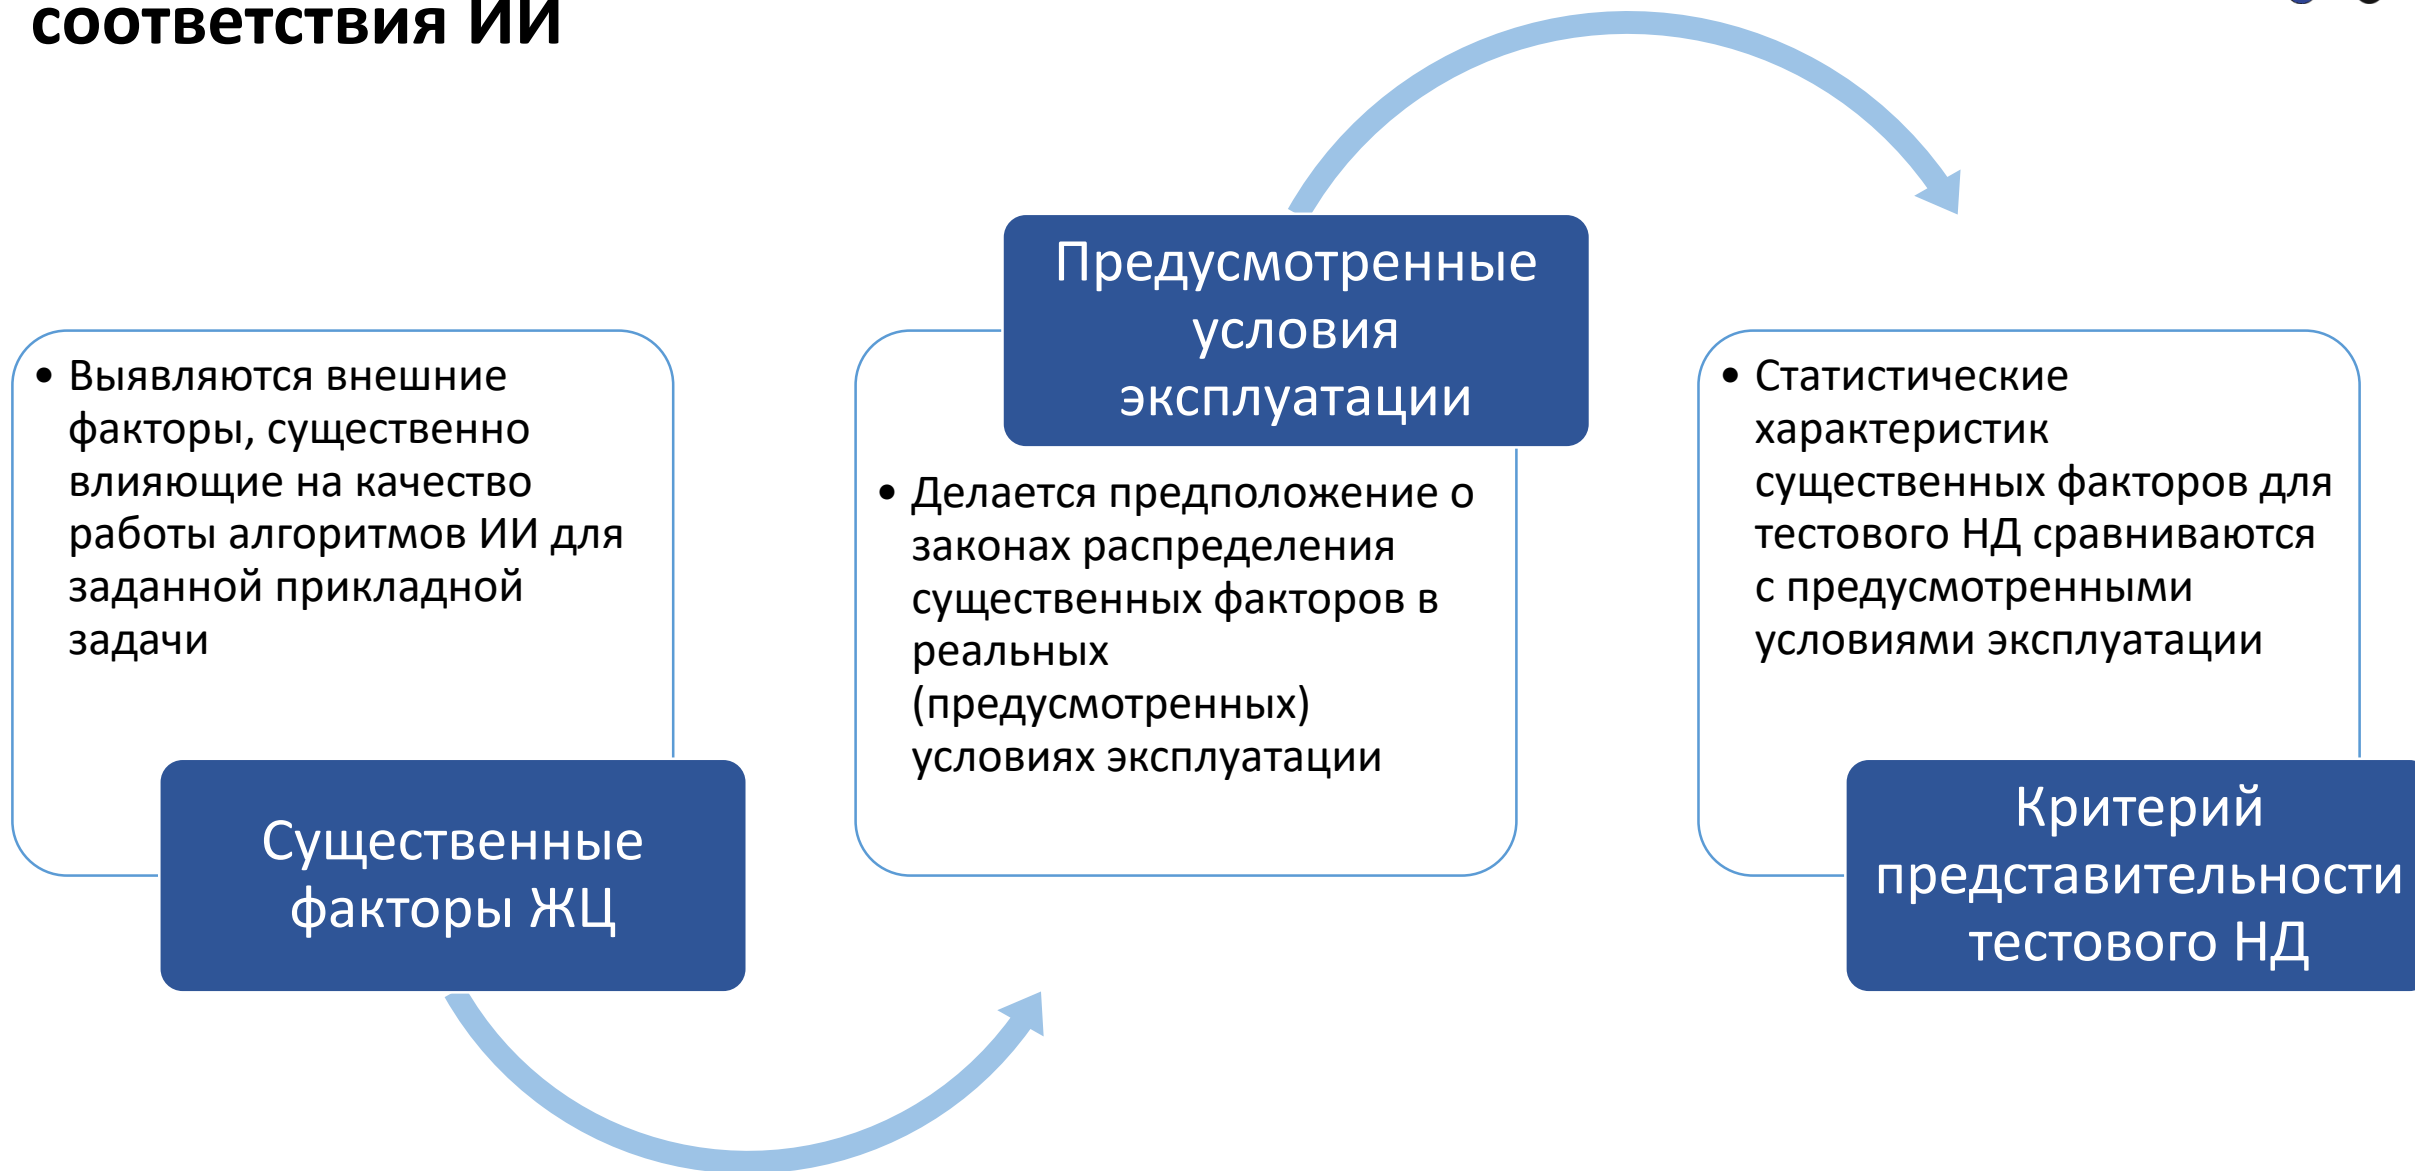 соответствия ИИ
• Выявляются внешние
факторы, существенно
влияющие на качество
работы алгоритмов ИИ для
заданной прикладной
задачи
Существенные
факторы ЖЦ
Предусмотренные
условия
эксплуатации
• Делается предположение о
законах распределения
существенных факторов в
реальных
(предусмотренных)
условиях эксплуатации
• Статистические
характеристик
существенных факторов для
тестового НД сравниваются
с предусмотренными
условиями эксплуатации
Критерий
представительности
тестового НД